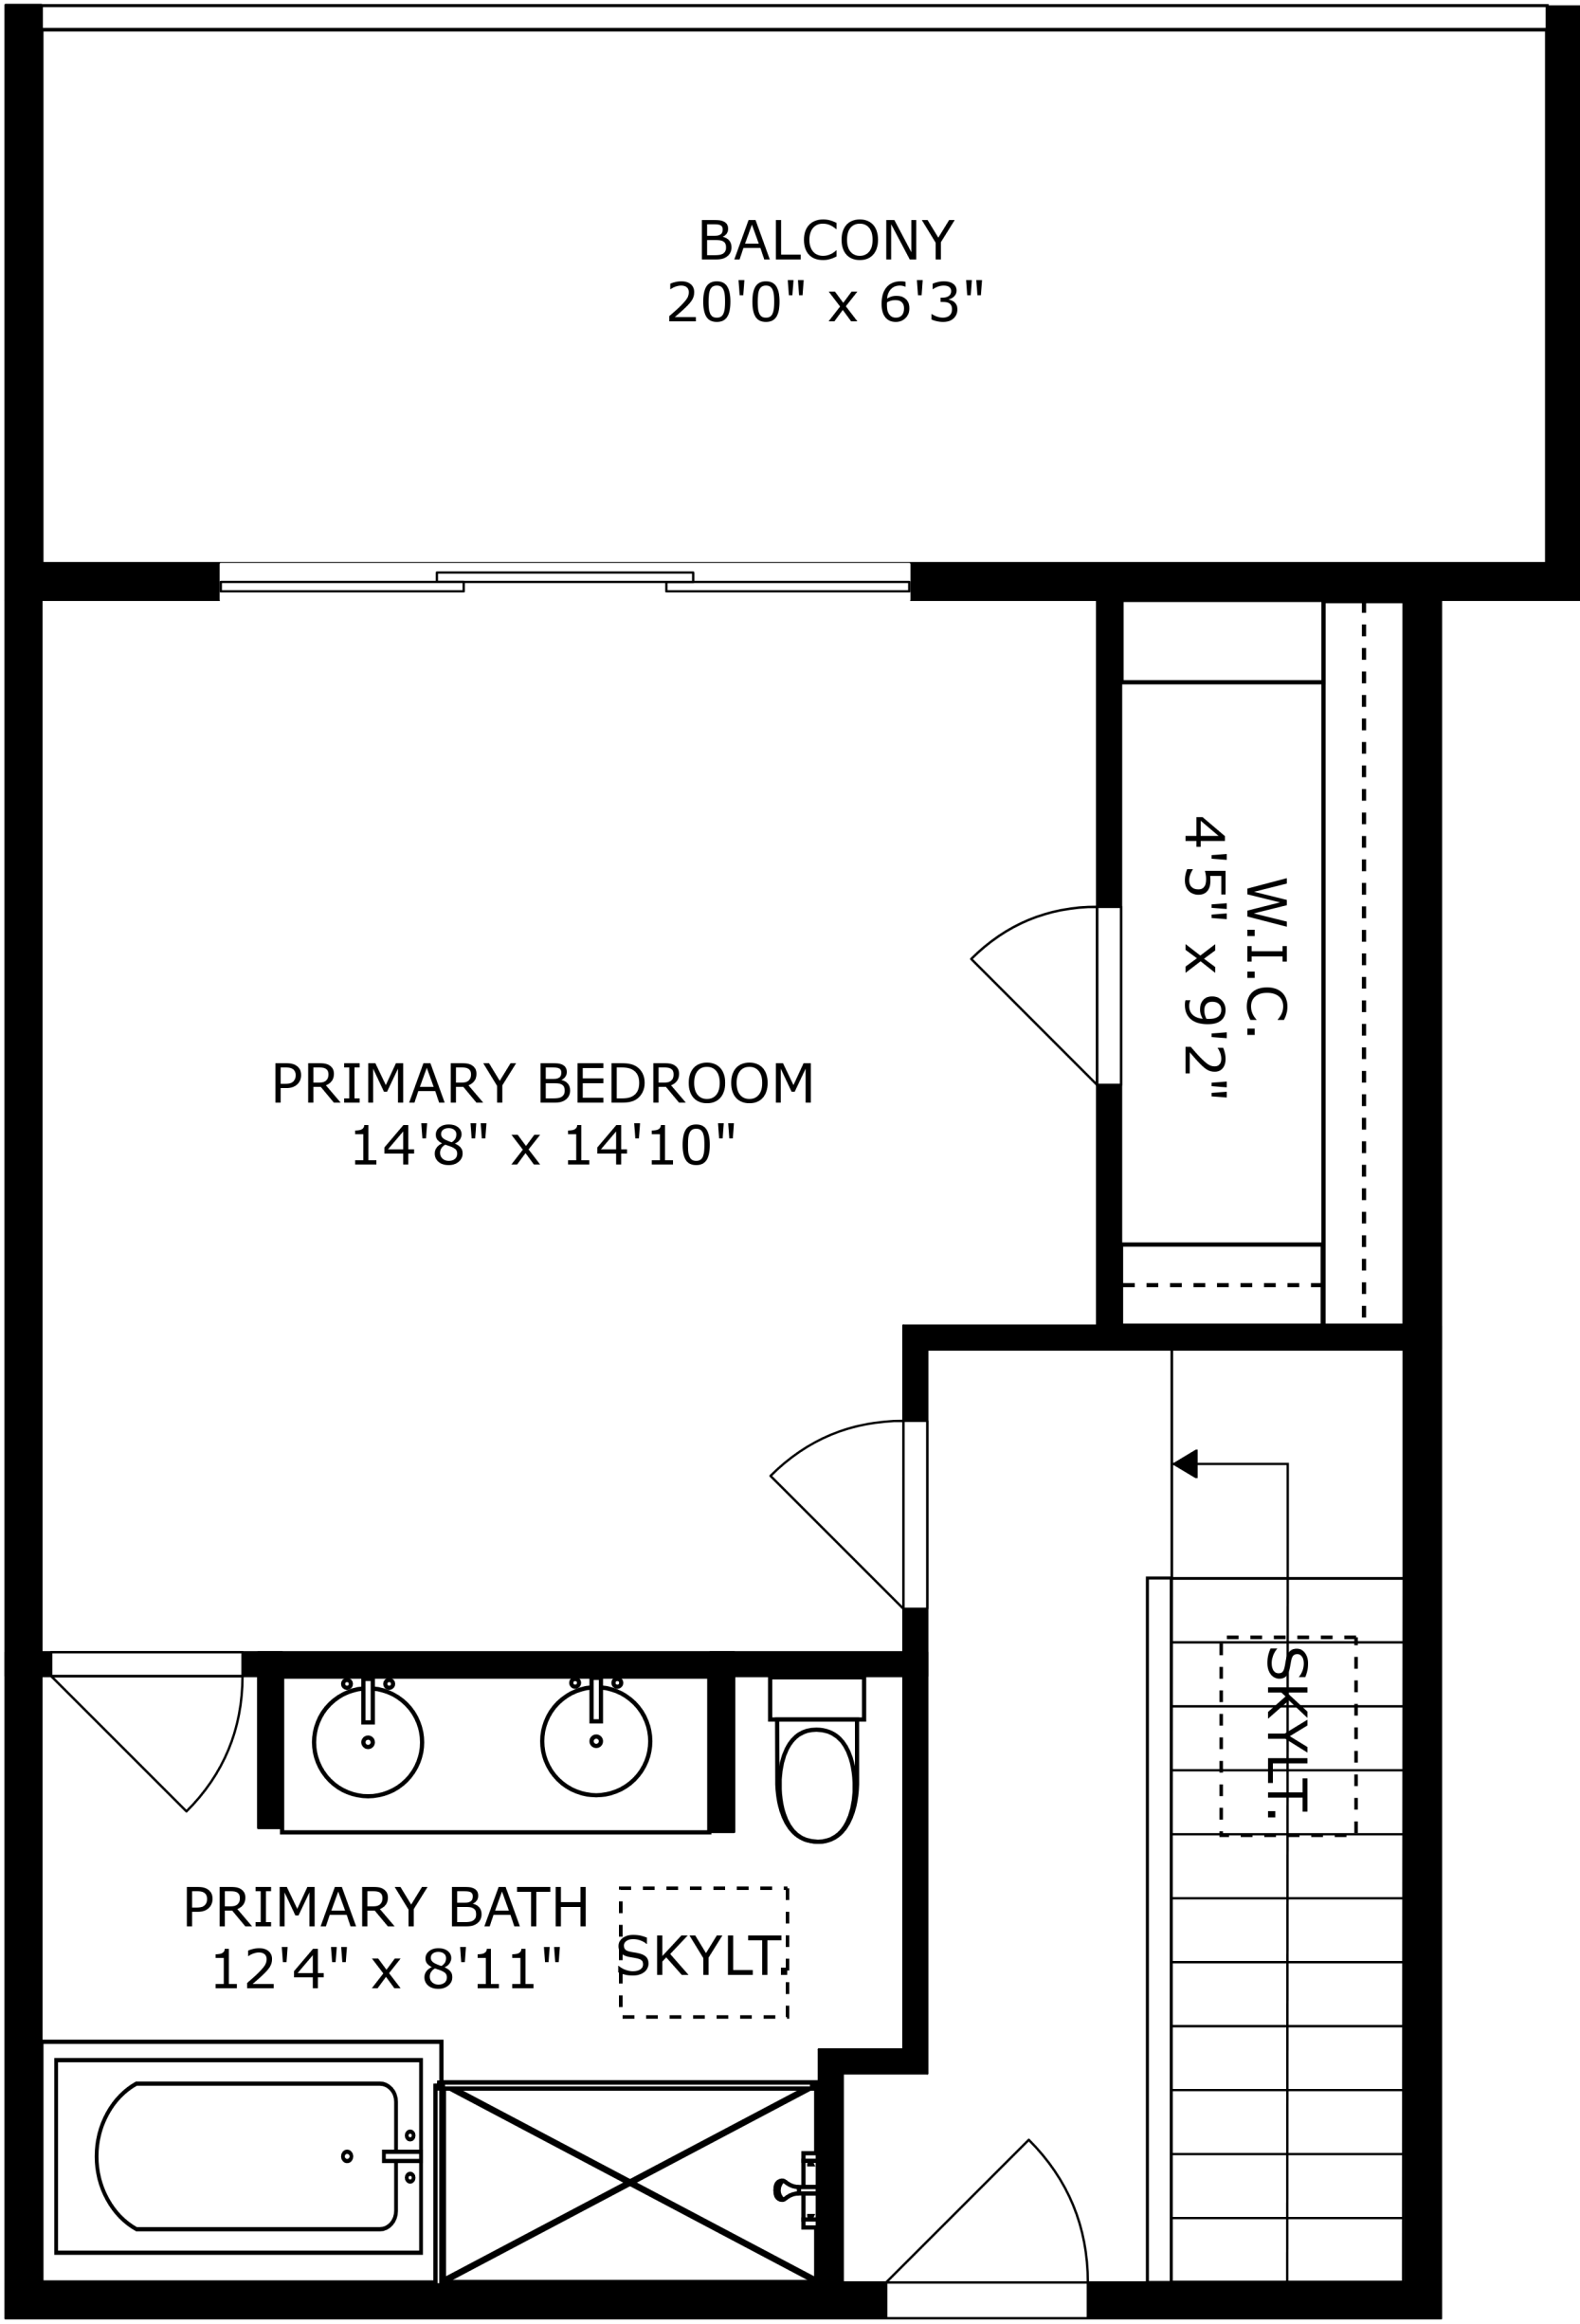 BALCONY
20'0" x 6'3"
W.I.C.
4'5" x 9'2"
PRIMARY BEDROOM
14'8" x 14'10"
SKYLT.
PRIMARY BATH
12'4" x 8'11"
SKYLT.